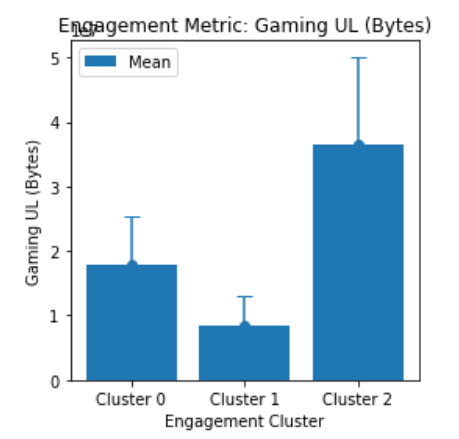 Engagement Metric: Gaming UL (Bytes)
1e7
Mean
5
4
3
2
1
0
Gaming UL (Bytes)
Cluster 0 Cluster 1 Cluster 2
Engagement Cluster